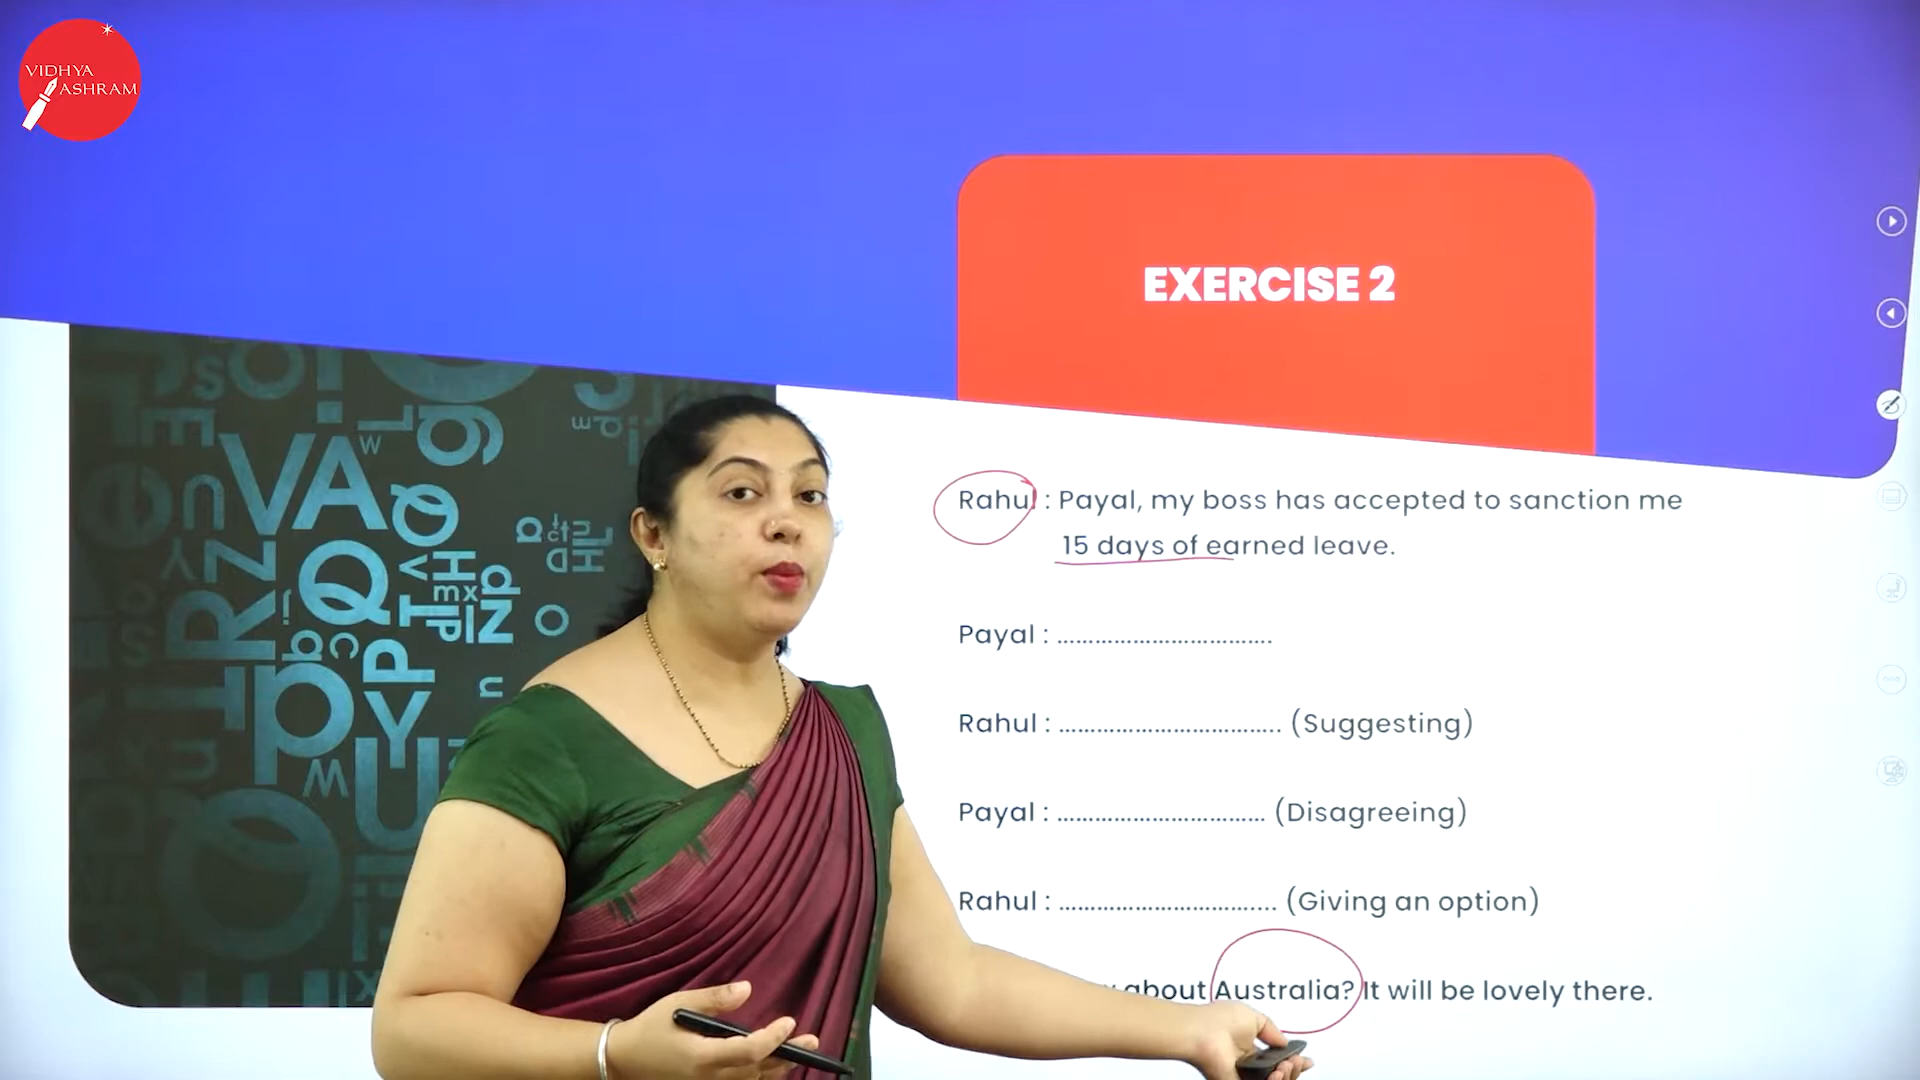 VIDHYA
ASHRAM
EXERCISE 2
Rahul : Payal, my boss has accepted to sanction me
15 days of earned leave.
Payal : ..................................
Rahul : ................................... (Suggesting)
Payal : ................................. (Disagreeing)
Rahul : .................................. (Giving an option)
about Australia? It will be lovely there.